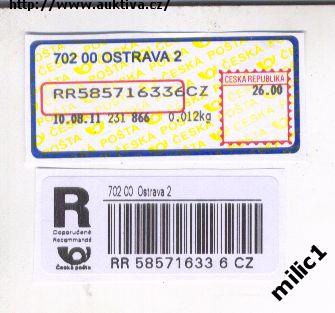 http://www.auktiva.cz/
702 00 OSTRAVA 2
ČESKÁ REPUBLIKA
RR585716336CZ
26.00
10.08.11 231 866 0.012kg
ČESKÁ POŠTA
R
702 00 Ostrava 2
Doporučeně
Recommandé
Česká pošta
RR 58571633 6 CZ
milic1